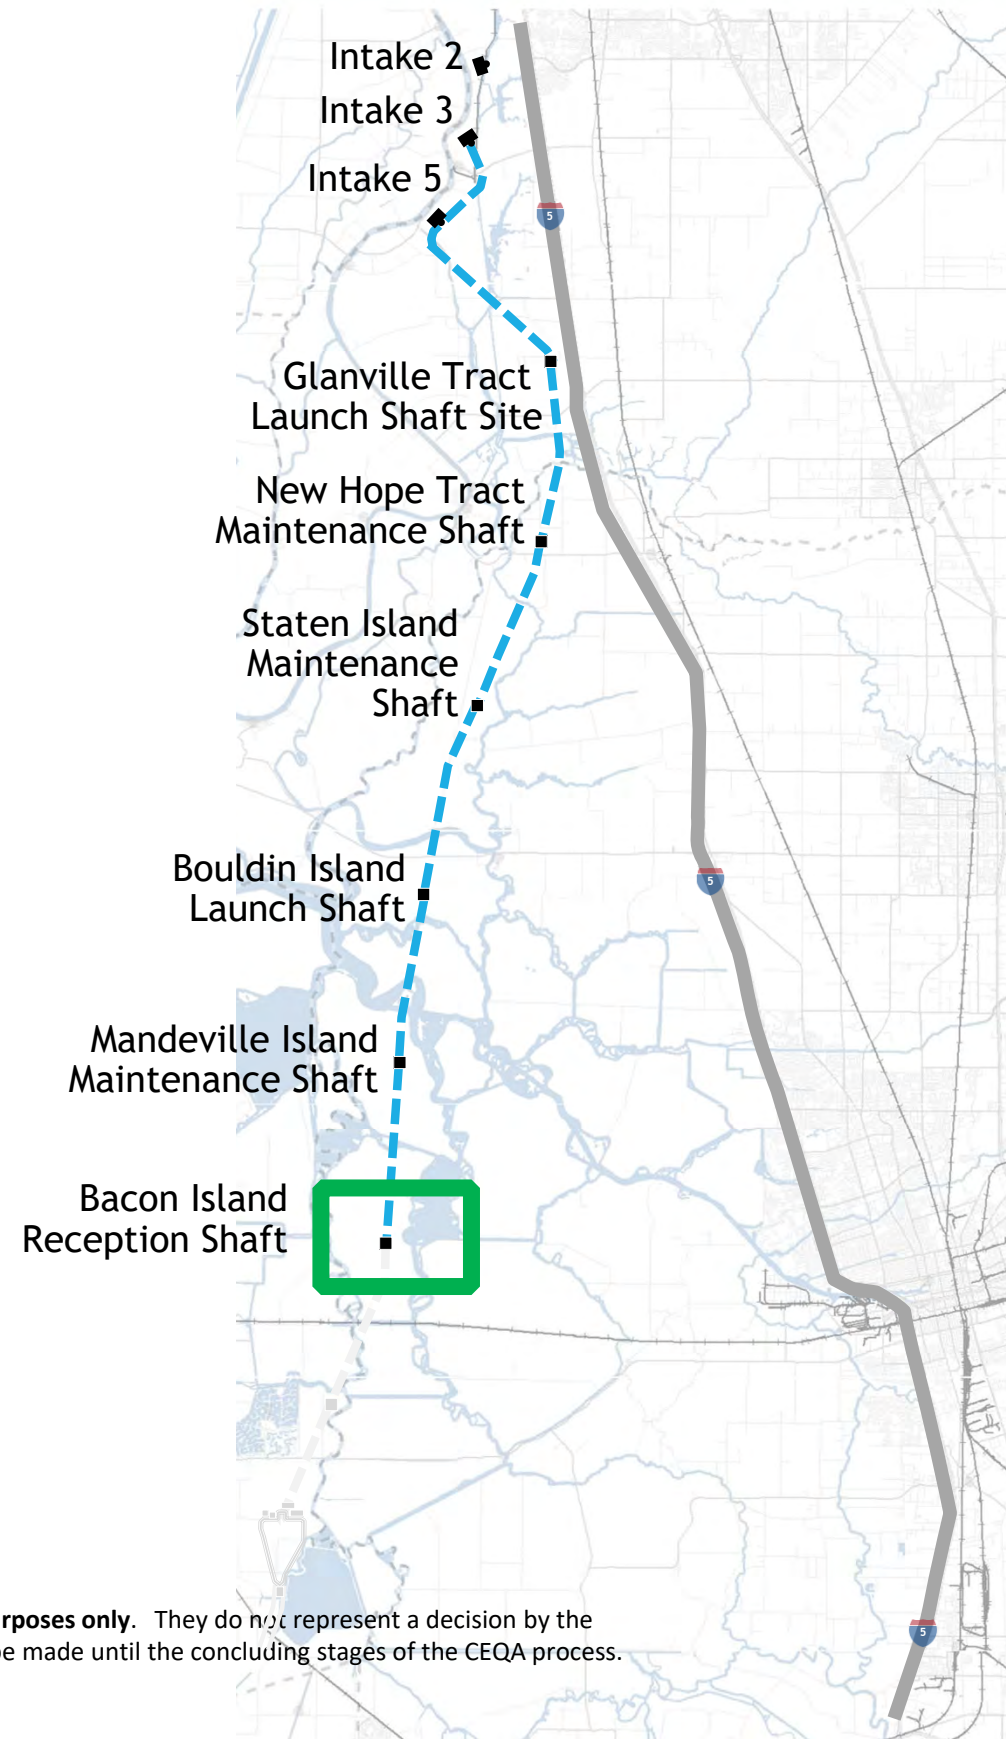 Intake 2
Intake 3
Intake 5
5
Glanville Tract
Launch Shaft Site
New Hope Tract
Maintenance Shaft
Staten Island
Maintenance
Shaft
Bouldin Island
Launch Shaft
5
Mandeville Island
Maintenance Shaft
Bacon Island
Reception Shaft
rposes only. They do not represent a decision by the
5
be made until the concluding stages of the CEQA process.